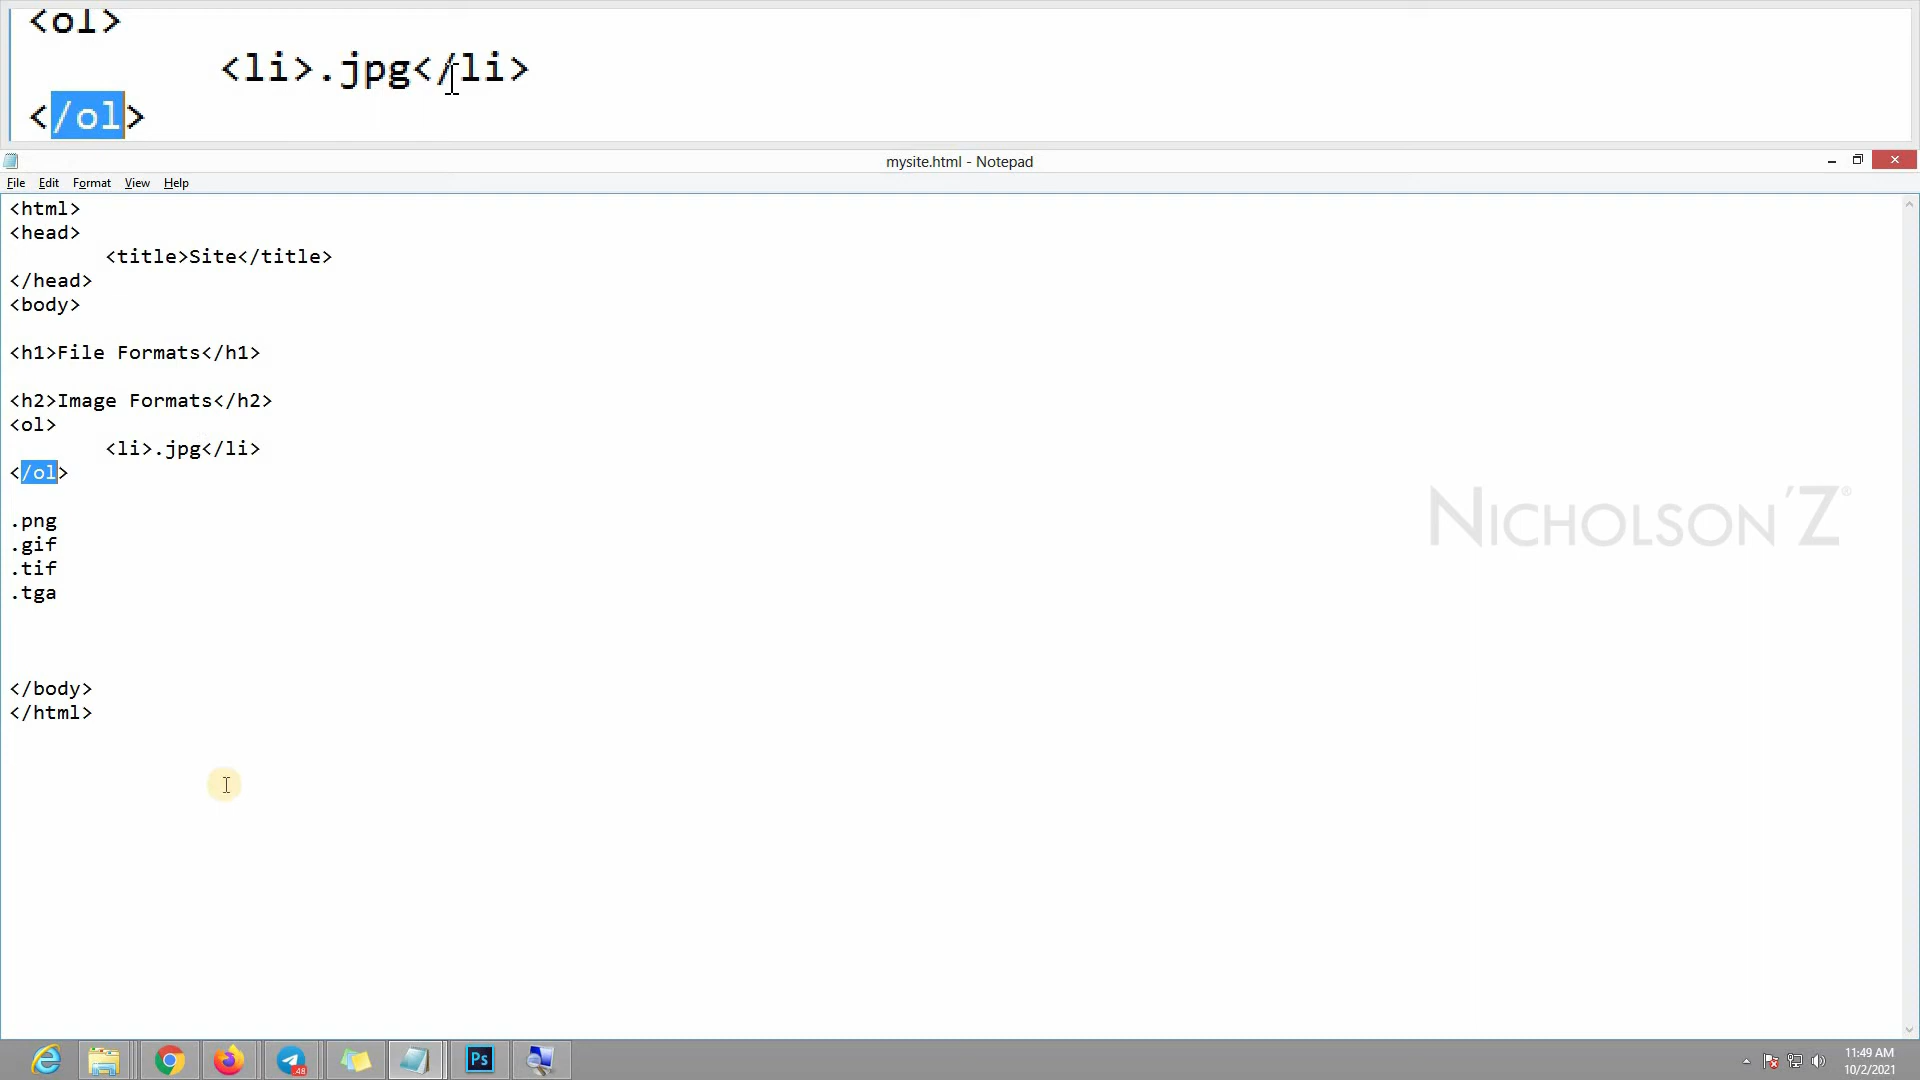 <ol>
<li>.jpg</li>
</ol>
mysite.html - Notepad
File Edit Format View Help
<html>
<head>
<title>Site</title>
</head>
<body>
<h1>File Formats</h1>
<h2>Image Formats</h2>
<ol>
<li>.jpg</li>
</ol>
NICHOLSON'Z®
.png
.gif
.tif
.tga
</body>
</html>
48
Ps
11:49 AM
10/2/2021